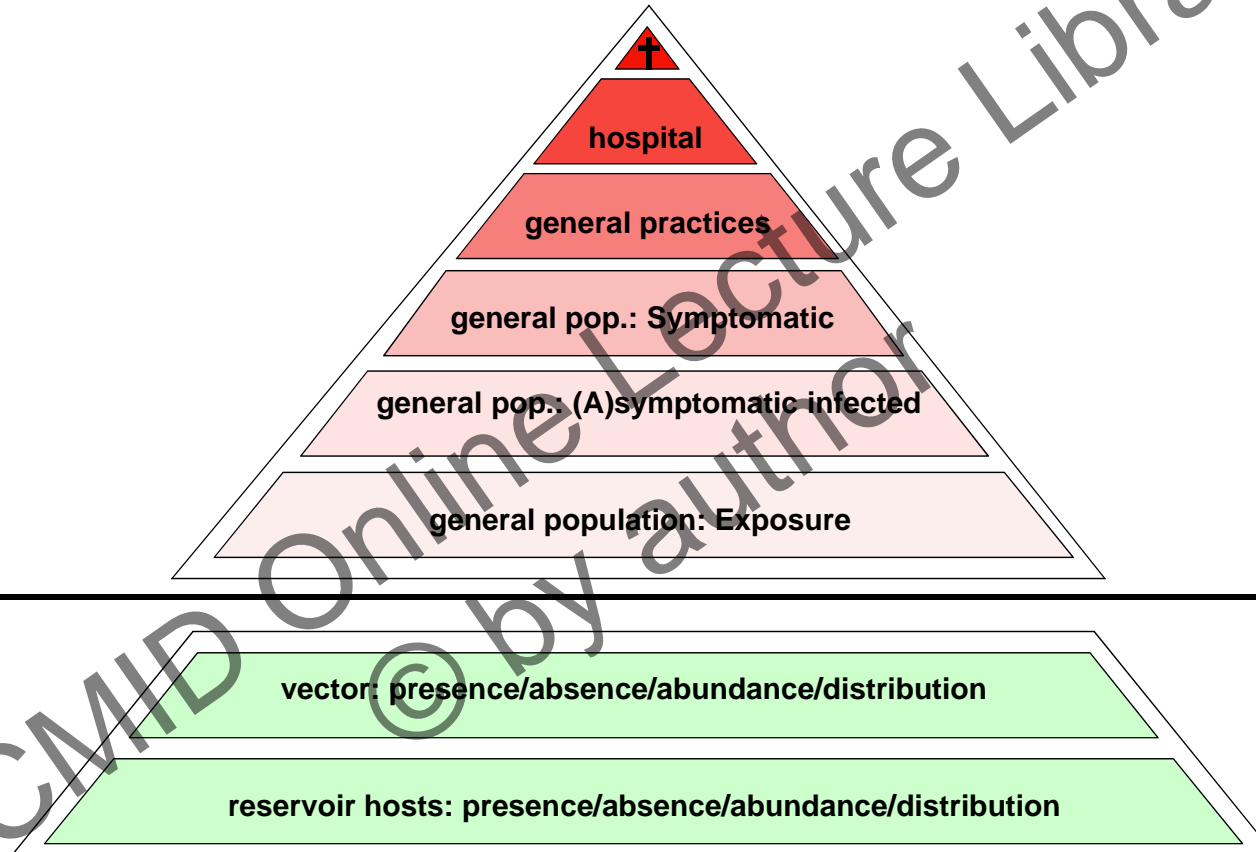 ✝
hospital
general practices
general pop.: Symptomatic
general pop.: (A)symptomatic infected
general population: Exposure
vector: presence/absence/abundance/distribution
reservoir hosts: presence/absence/abundance/distribution
CMID Online Lecture Libra
© by author